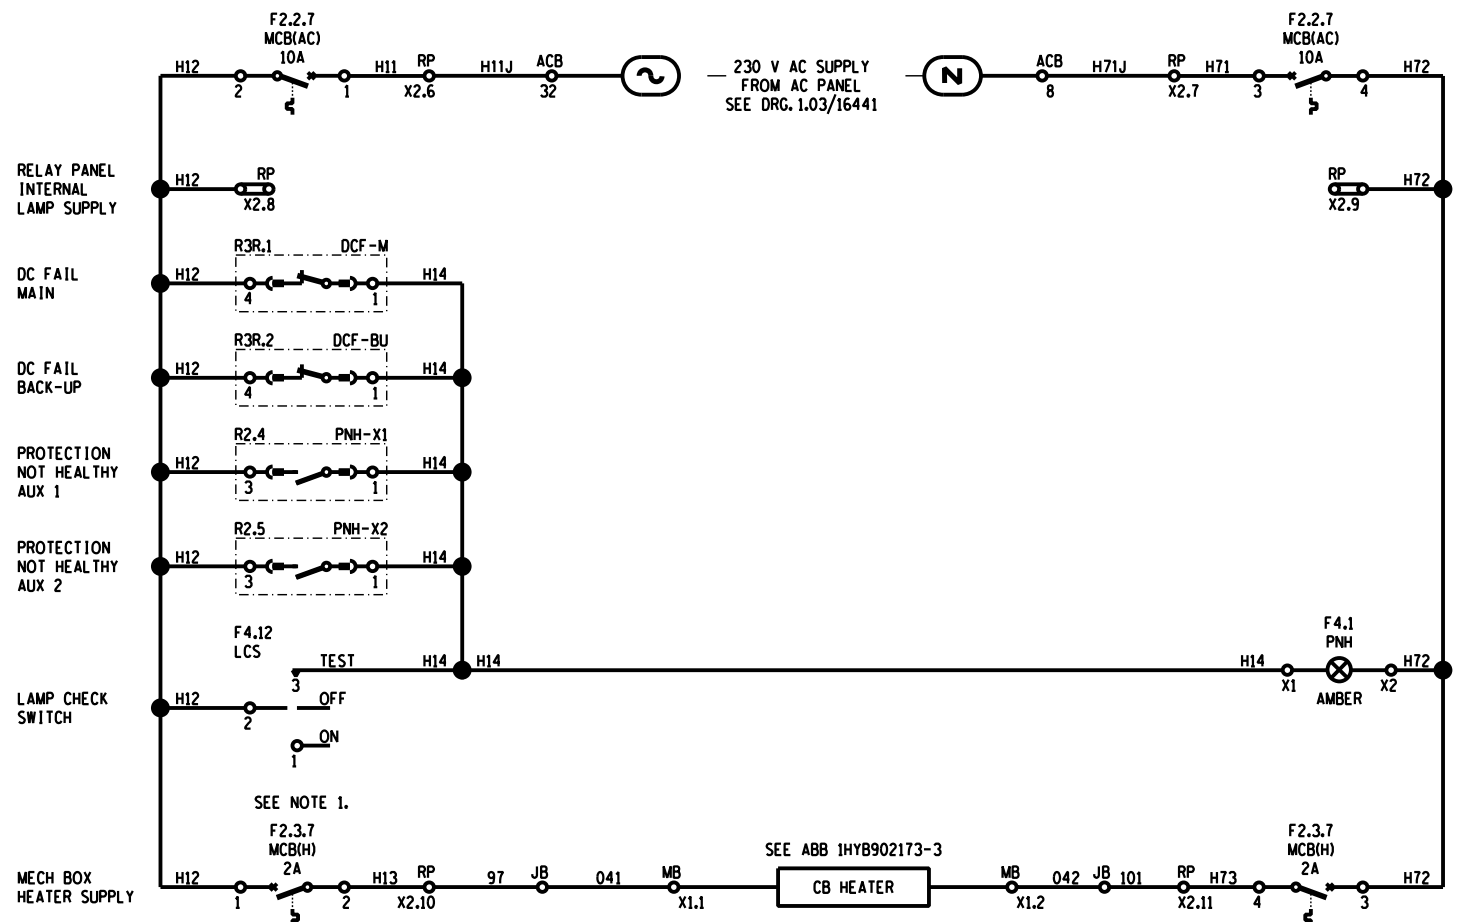 F2.2.7
MCB(AC)
10A
H12
2
1
H11
RP
X2.6
H11J
ACB
32
~
230 V AC SUPPLY
FROM AC PANEL
SEE DRG. 1.03/16441
N
ACB
8
H71J
RP
X2.7
H71
3
F2.2.7
MCB(AC)
10A
4
H72
RELAY PANEL
INTERNAL
LAMP SUPPLY
H12
RP
X2.8
RP
X2.9
H72
DC FAIL
MAIN
H12
R3R.1
DCF-M
4
1
H14
DC FAIL
BACK-UP
H12
R3R.2
DCF-BU
4
1
H14
PROTECTION
NOT HEALTHY
AUX 1
H12
R2.4
PNH-X1
3
1
H14
PROTECTION
NOT HEALTHY
AUX 2
H12
R2.5
PNH-X2
3
1
H14
F4.12
LCS
TEST
3
H14
H14
H14
X1
F4.1
PNH
AMBER
X2
H72
LAMP CHECK
SWITCH
H12
2
OFF
ON
1
SEE NOTE 1.
MECH BOX
HEATER SUPPLY
H12
1
F2.3.7
MCB(H)
2A
2
H13
RP
X2.10
97
JB
041
MB
X1.1
SEE ABB 1HYB902173-3
CB HEATER
MB
X1.2
042
JB
101
RP
X2.11
H73
4
F2.3.7
MCB(H)
2A
3
H72